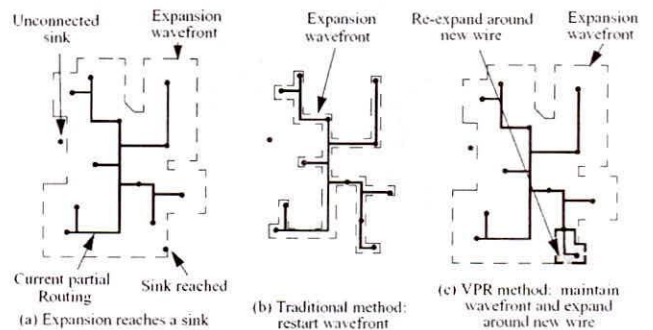 Unconnected
sink
Expansion
wavefront
Current partial
Routing
Sink reached
(a) Expansion reaches a sink
Expansion
wavefront
(b) Traditional method:
restart wavefront
Re-expand around
new wire
Expansion
wavefront
(c) VPR method: maintain
wavefront and expand
around new wire